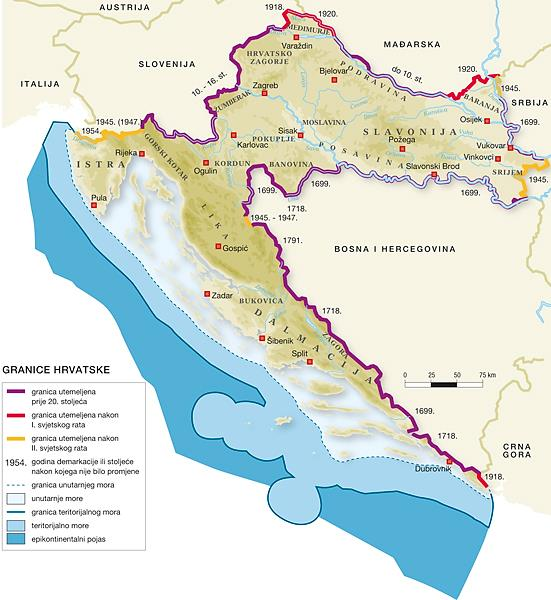 AUSTRIJA
1918.
1920.
MEĐIMURJE
Varaždin
MAĐARSKA
SLOVENIJA
HRVATSKO
ZAGORJE
Bjelovar
PODRAVINA
do 10. st.
1920.
1945.
BARANJA
ITALIJA
10. - 16. st.
ŽUMBERAK
Zagreb
SRBIJA
Osijek
1699.
1945. (1947.)
1954.
MOSLAVINA
SLAVONIJA
POKUPLJE
Sisak
Karlovac
Požega
Vukovar
Vinkovci
Rijeka
GORSKI KOTAR
ISTRA
Ogulin
KORDUN
BANOVINA
POSAVINA
Slavonski Brod
SRIJEM
1945.
Pula
1699.
1699.
1699.
1718.
1945. - 1947.
LIKA
1791.
Gospić
BOSNA I HERCEGOVINA
Zadar
BUKOVICA
1718.
DALMACIJA
ZAGORA
Šibenik
Split
0 25 50 75 km
1699.
1718.
CRNA
GORA
Dubrovnik
1918.
GRANICE HRVATSKE
granica utemeljena
prije 20. stoljeća
granica utemeljena nakon
I. svjetskog rata
granica utemeljena nakon
II. svjetskog rata
1954. godina demarkacije ili stoljeće
nakon kojega nije bilo promjene
granica unutarnjeg mora
unutarnje more
granica teritorijalnog mora
teritorijalno more
epikontinentalni pojas